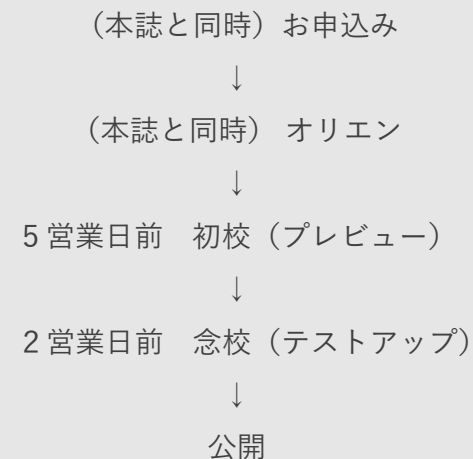 （本誌と同時）お申込み
↓
（本誌と同時） オリエン
↓
5 営業日前　初校（プレビュー）
↓
2 営業日前　念校（テストアップ）
↓
公開